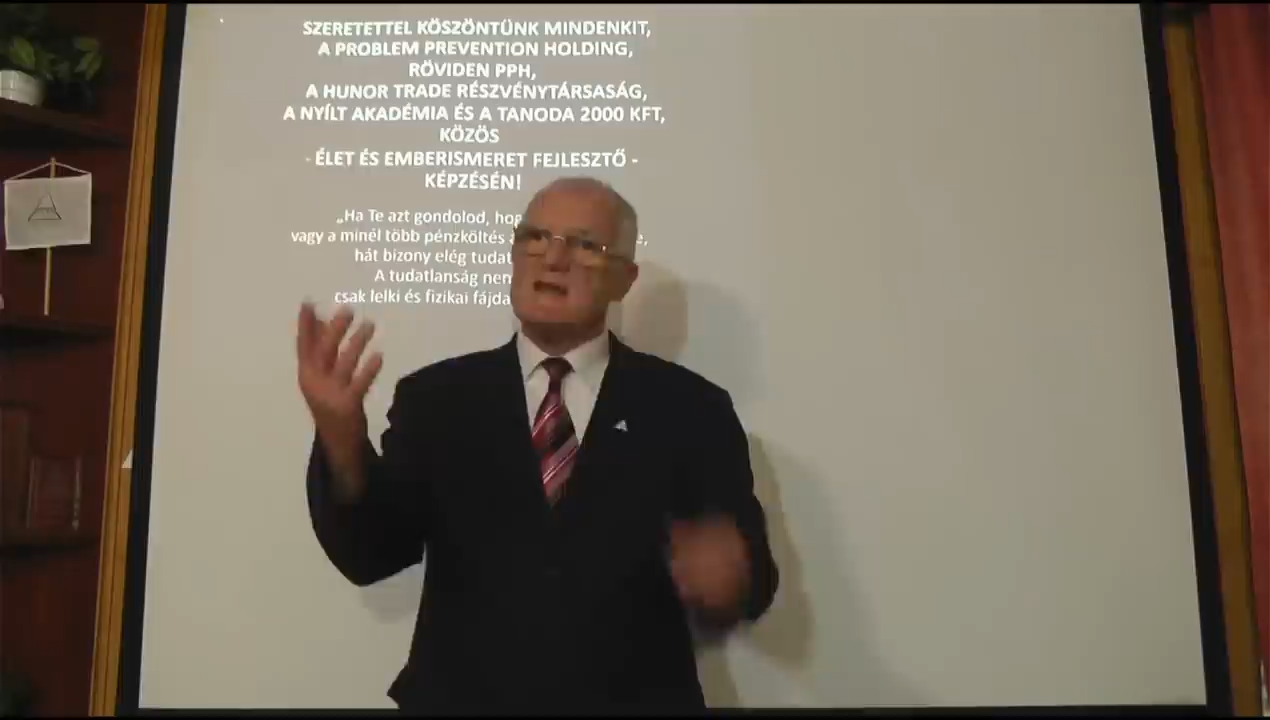 SZERETETTEL KÖSZÖNTÜNK MINDENKIT,
A PROBLEM PREVENTION HOLDING,
RÖVIDEN PPH,
A HUNOR TRADE RÉSZVÉNYTÁRSASÁG,
A NYÍLT AKADÉMIA ÉS A TANODA 2000 KFT,
KÖZÖS
- ÉLET ÉS EMBERISMERET FEJLESZTŐ -
KÉPZÉSÉN!
„Ha Te azt gondolod,
vagy a minél több pénzköltés
hát bizony elég
A tudatlanság
csak lelki és fizikai